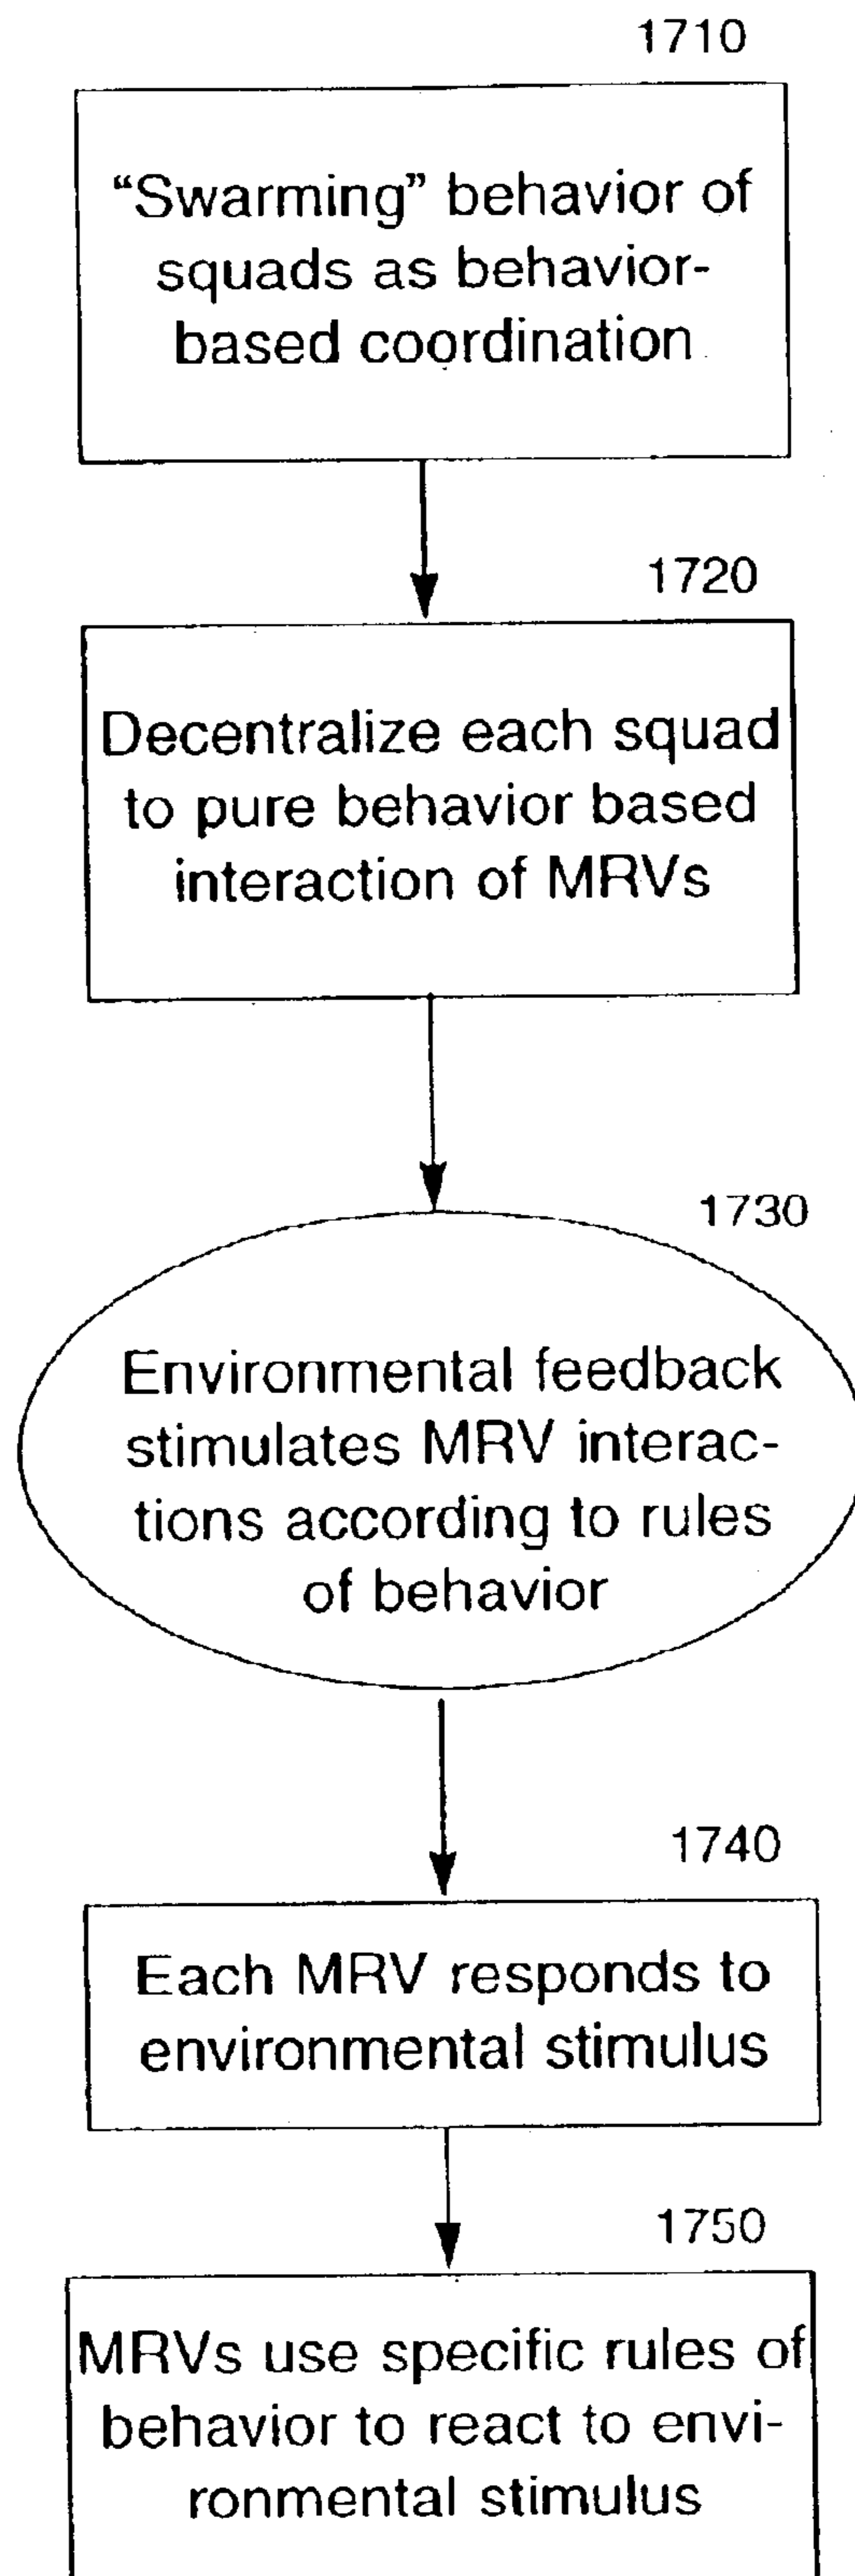 1710
“Swarming” behavior of
squads as behavior-
based coordination
1720
Decentralize each squad
to pure behavior based
interaction of MRVs
1730
Environmental feedback
stimulates MRV interac-
tions according to rules
of behavior
1740
Each MRV responds to
environmental stimulus
1750
MRVs use specific rules of
behavior to react to envi-
ronmental stimulus